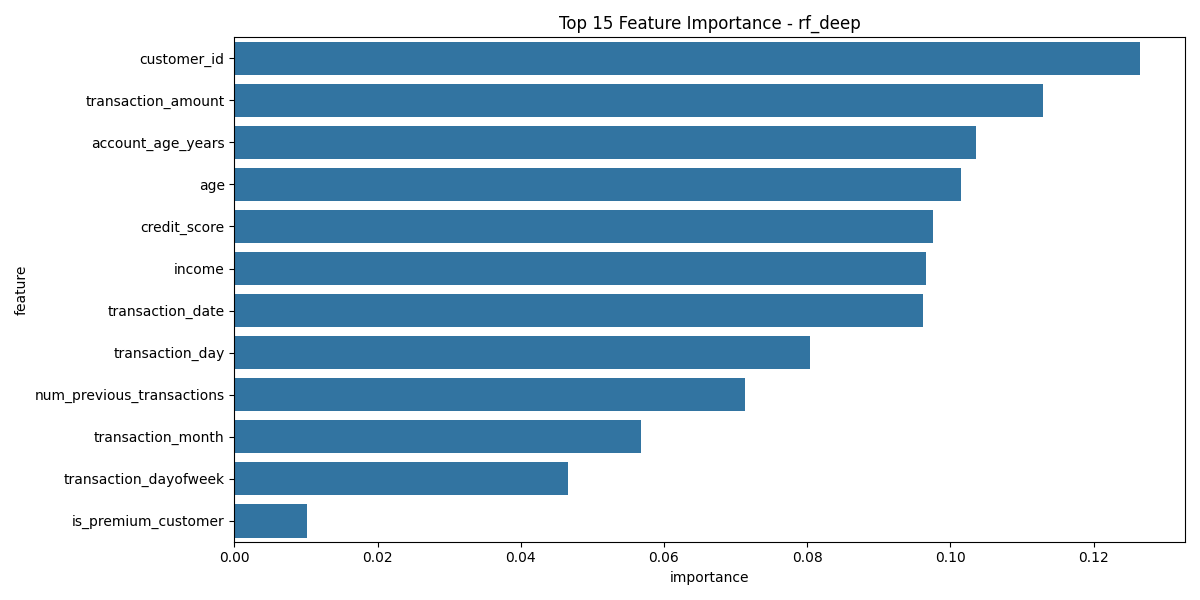 Top 15 Feature Importance - rf_deep
feature
customer_id
transaction_amount
account_age_years
age
credit_score
income
transaction_date
transaction_day
num_previous_transactions
transaction_month
transaction_dayofweek
is_premium_customer
0.00 0.02 0.04 0.06 0.08 0.10 0.12
importance